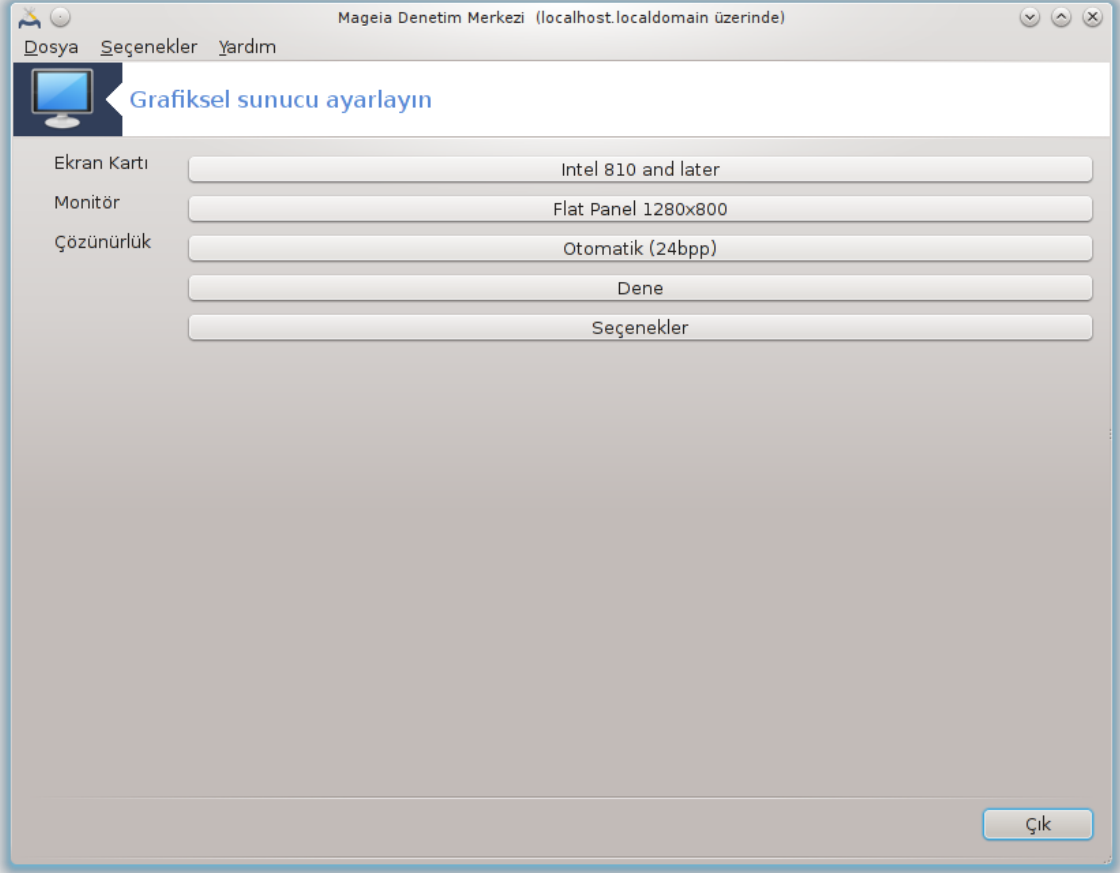 Mageia Denetim Merkezi (localhost.localdomain üzerinde)
Dosya Seçenekler Yardım
Grafiksel sunucu ayarlayın
Ekran Kartı Intel 810 and later
Monitör Flat Panel 1280x800
Çözünürlük Otomatik (24bpp)
Dene
Seçenekler
Çık